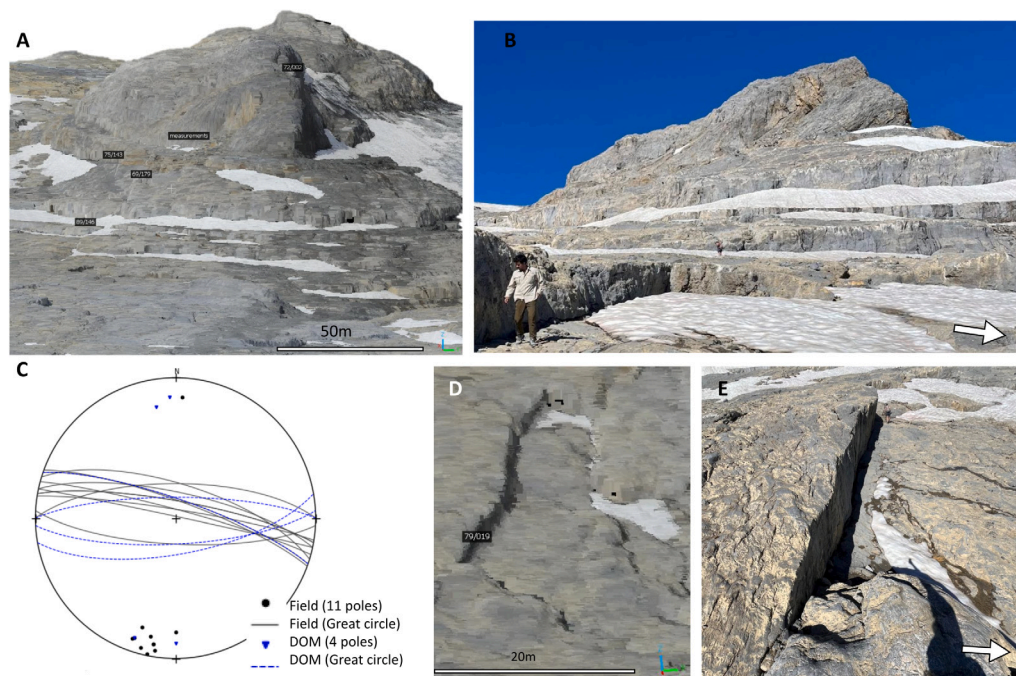 A
72/002
measurements
75/143
69/179
89/146
50m
B
C
N
Field (11 poles)
Field (Great circle)
DOM (4 poles)
DOM (Great circle)
D
79/019
20m
E